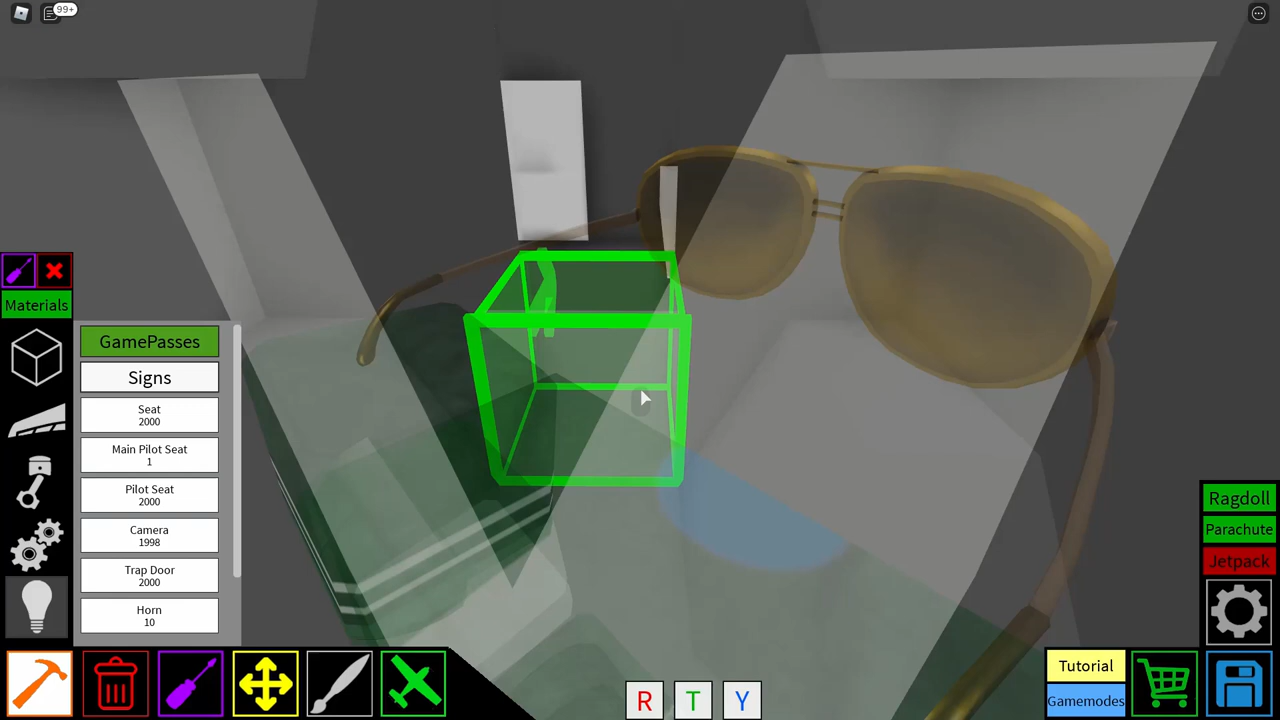 99+
Materials
GamePasses
Signs
Seat
2000
Main Pilot Seat
1
Pilot Seat
2000
Camera
1998
Trap Door
2000
Horn
10
Ragdoll
Parachute
Jetpack
Tutorial
Gamemodes
R T Y